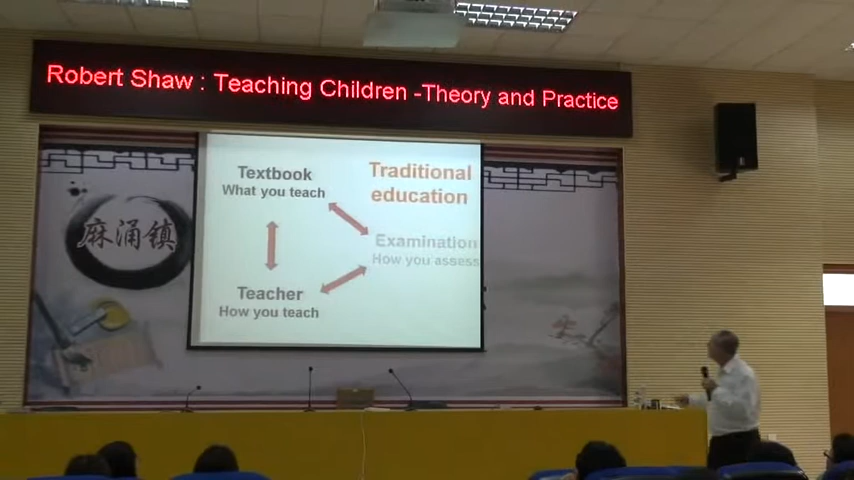 Robert Shaw : Teaching Children -Theory and Practice
Textbook
What you teach
Traditional
education
Examination
How you assess
Teacher
How you teach
麻涌镇